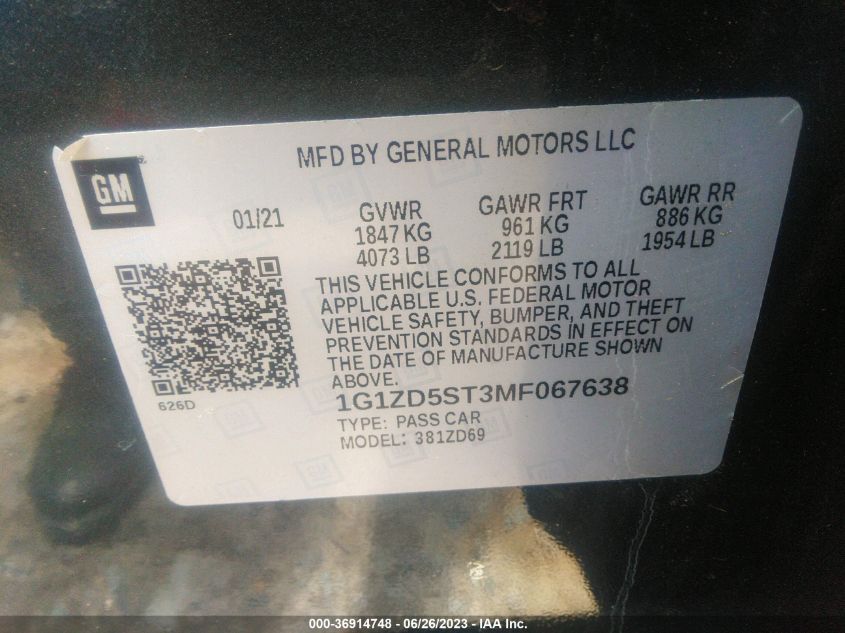 MFD BY GENERAL MOTORS LLC
GM
01/21
GVWR
1847 KG
4073 LB
GAWR FRT
961 KG
2119 LB
GAWR RR
886 KG
1954 LB
THIS VEHICLE CONFORMS TO ALL
APPLICABLE U.S. FEDERAL MOTOR
VEHICLE SAFETY, BUMPER, AND THEFT
PREVENTION STANDARDS IN EFFECT ON
THE DATE OF MANUFACTURE SHOWN
ABOVE.
626D
1G1ZD5ST3MF067638
TYPE: PASS CAR
MODEL: 381ZD69
000-36914748 - 06/26/2023 - IAA Inc.